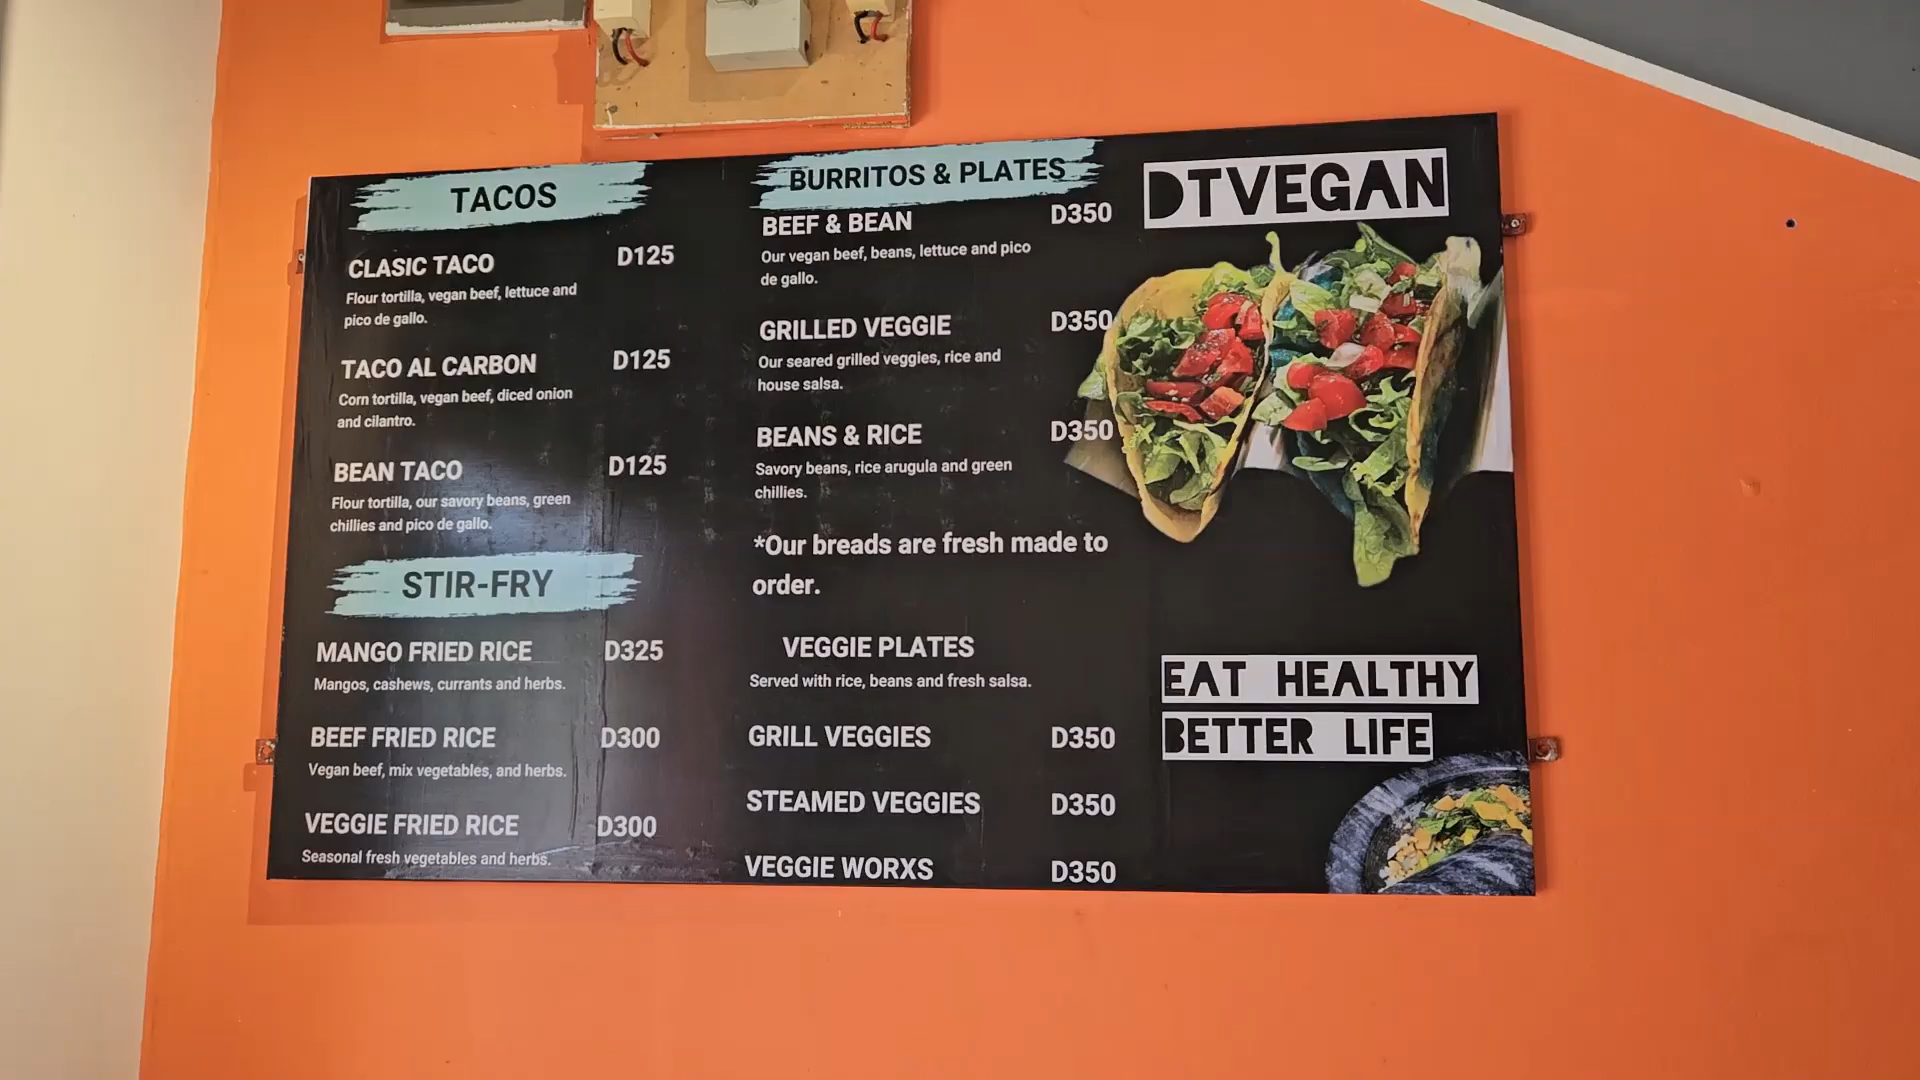 TACOS
CLASIC TACO D125
Flour tortilla, vegan beef, lettuce and
pico de gallo.
TACO AL CARBON D125
Corn tortilla, vegan beef, diced onion
and cilantro.
BEAN TACO D125
Flour tortilla, our savory beans, green
chillies and pico de gallo.
STIR-FRY
MANGO FRIED RICE D325
Mangos, cashews, currants and herbs.
BEEF FRIED RICE D300
Vegan beef, mix vegetables, and herbs.
VEGGIE FRIED RICE D300
Seasonal fresh vegetables and herbs.
BURRITOS & PLATES
BEEF & BEAN D350
Our vegan beef, beans, lettuce and pico
de gallo.
GRILLED VEGGIE D350
Our seared grilled veggies, rice and
house salsa.
BEANS & RICE D350
Savory beans, rice arugula and green
chillies.
*Our breads are fresh made to
order.
VEGGIE PLATES
Served with rice, beans and fresh salsa.
GRILL VEGGIES D350
STEAMED VEGGIES D350
VEGGIE WORXS D350
DTVEGAN
EAT HEALTHY
BETTER LIFE